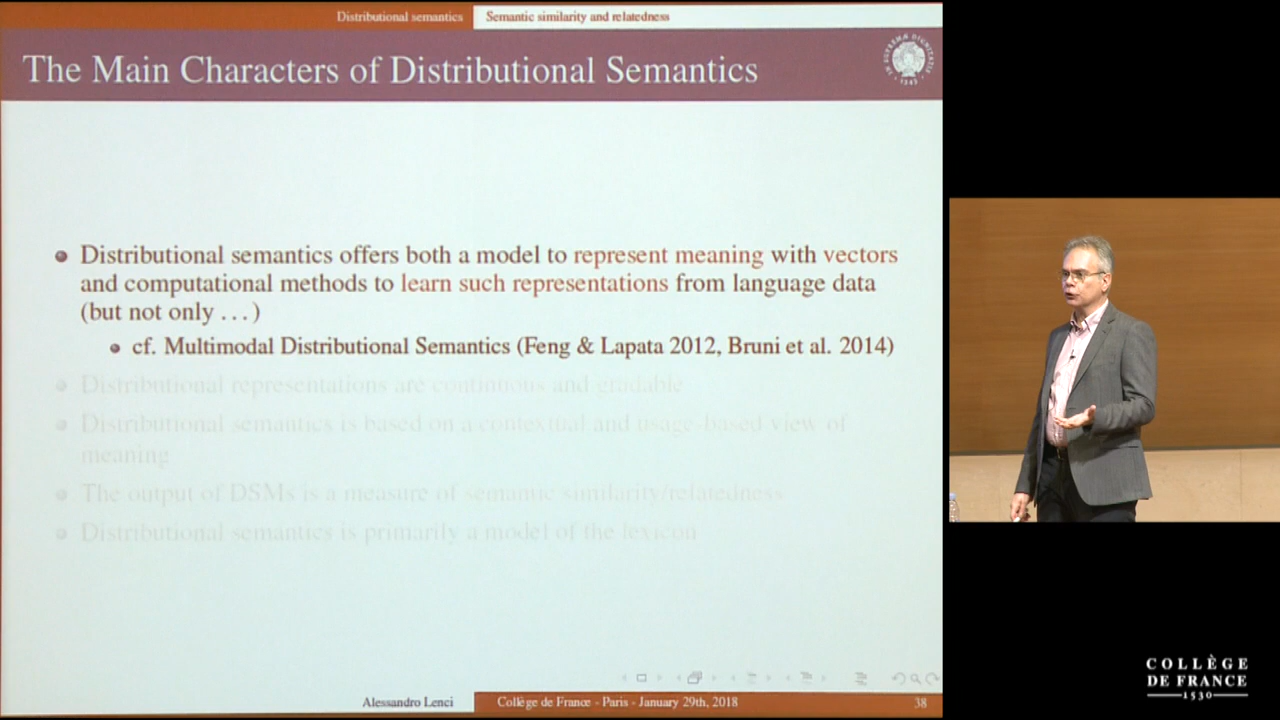 Distributional semantics
Semantic similarity and relatedness
The Main Characters of Distributional Semantics
Distributional semantics offers both a model to represent meaning with vectors
and computational methods to learn such representations from language data
(but not only . . . )
cf. Multimodal Distributional Semantics (Feng & Lapata 2012, Bruni et al. 2014)
Distributional representations are continuous and gradable
Distributional semantics is based on a contextual and usage-based view of
meaning
The output of DSMs is a measure of semantic similarity/relatedness
Distributional semantics is primarily a model of the lexicon
Alessandro Lenci
Collège de France - Paris - January 29th, 2018
38
COLLÈGE
DE FRANCE
1530